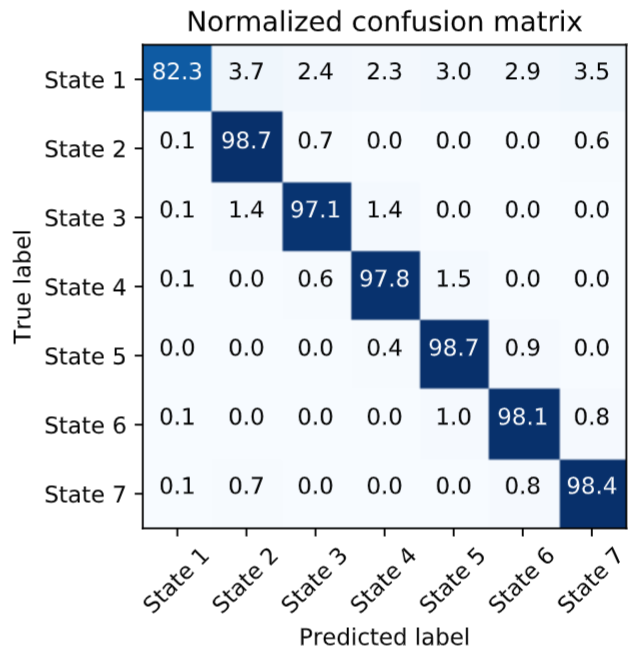 Normalized confusion matrix
State 1 82.3 3.7 2.4 2.3 3.0 2.9 3.5
State 2 0.1 98.7 0.7 0.0 0.0 0.0 0.6
State 3 0.1 1.4 97.1 1.4 0.0 0.0 0.0
State 4 0.1 0.0 0.6 97.8 1.5 0.0 0.0
State 5 0.0 0.0 0.0 0.4 98.7 0.9 0.0
State 6 0.1 0.0 0.0 0.0 1.0 98.1 0.8
State 7 0.1 0.7 0.0 0.0 0.0 0.8 98.4
True label
State 1 State 2 State 3 State 4 State 5 State 6 State 7
Predicted label